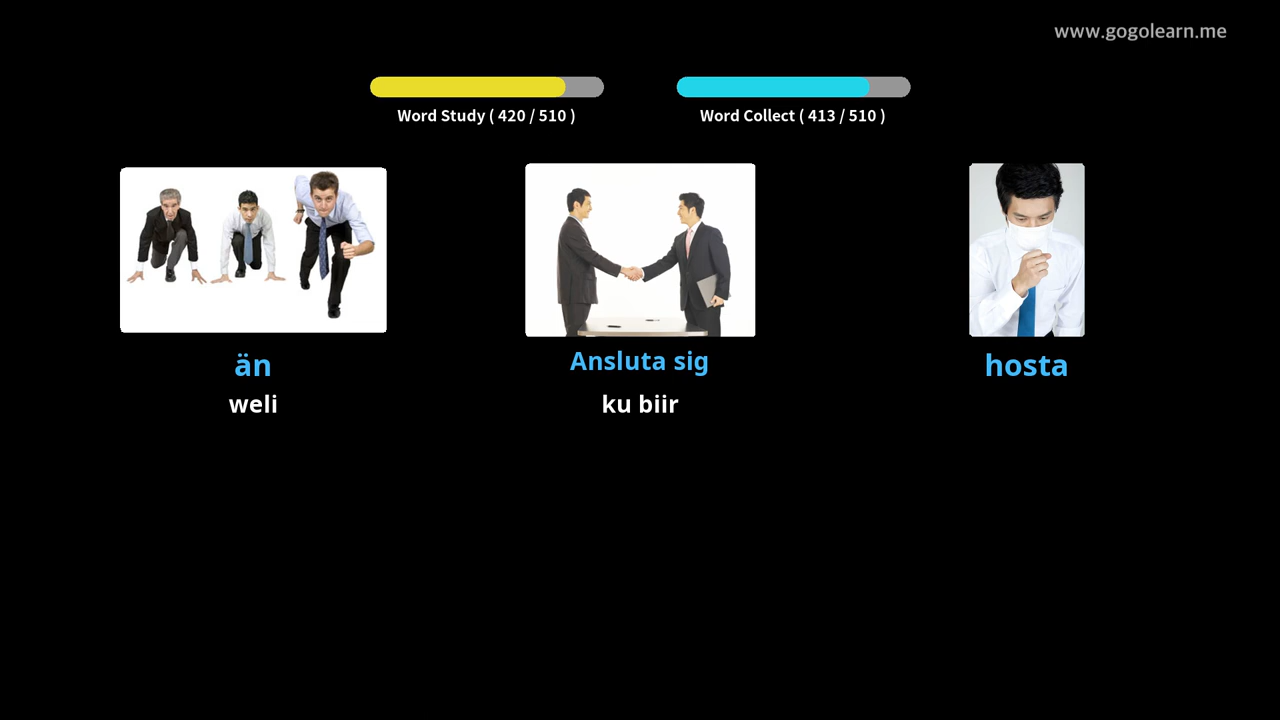 www.gogolearn.me
Word Study ( 420 / 510 )
Word Collect ( 413 / 510 )
än
Ansluta sig
hosta
weli
ku biir